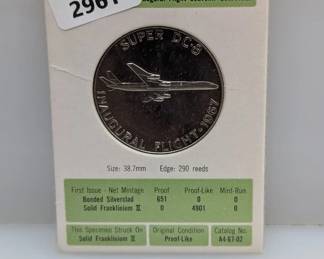 2961
SUPER DC·8
INAUGURAL FLIGHT·1967
Size: 38.7mm Edge: 290 reeds
First Issue - Net Mintage Proof Proof-Like Mint-Run
Bonded Silverstad 651 0 0
Solid Franklinium II 0 4901 0
This Specimen Struck On Original Condition Catalog No.
Solid Franklinium II Proof-Like A4-67-02